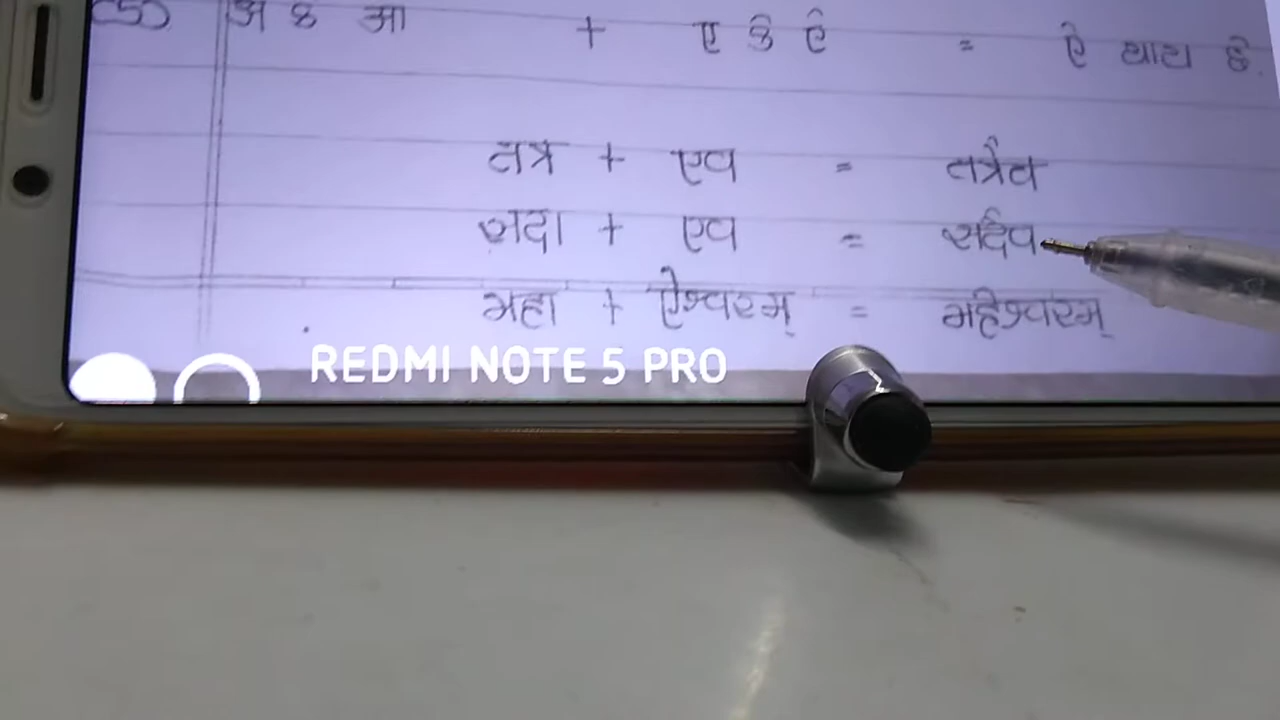 अ કે आ + ए કે ऐ = ऐ થાય છે.
तत्र + एव = तत्रैव
सदा + एव = सदैव
महा + ऐश्वरम् = महैश्वरम्
REDMI NOTE 5 PRO